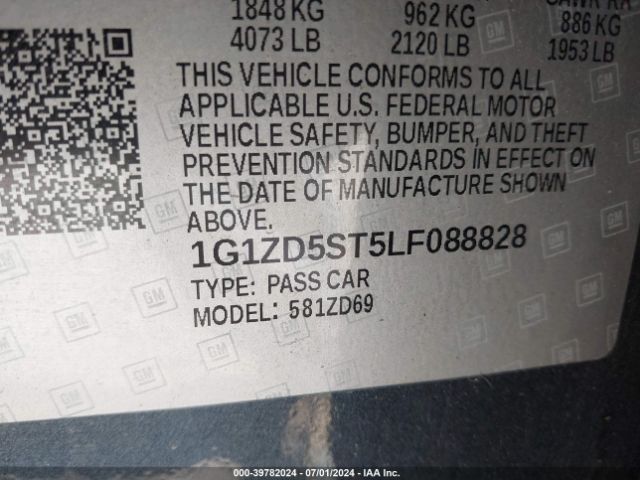 1848 KG 962 KG 886 KG
4073 LB 2120 LB 1953 LB
THIS VEHICLE CONFORMS TO ALL
APPLICABLE U.S. FEDERAL MOTOR
VEHICLE SAFETY, BUMPER, AND THEFT
PREVENTION STANDARDS IN EFFECT ON
THE DATE OF MANUFACTURE SHOWN
ABOVE.
1G1ZD5ST5LF088828
TYPE: PASS CAR
MODEL: 581ZD69
GM
000-39782024 - 07/01/2024 - IAA Inc.